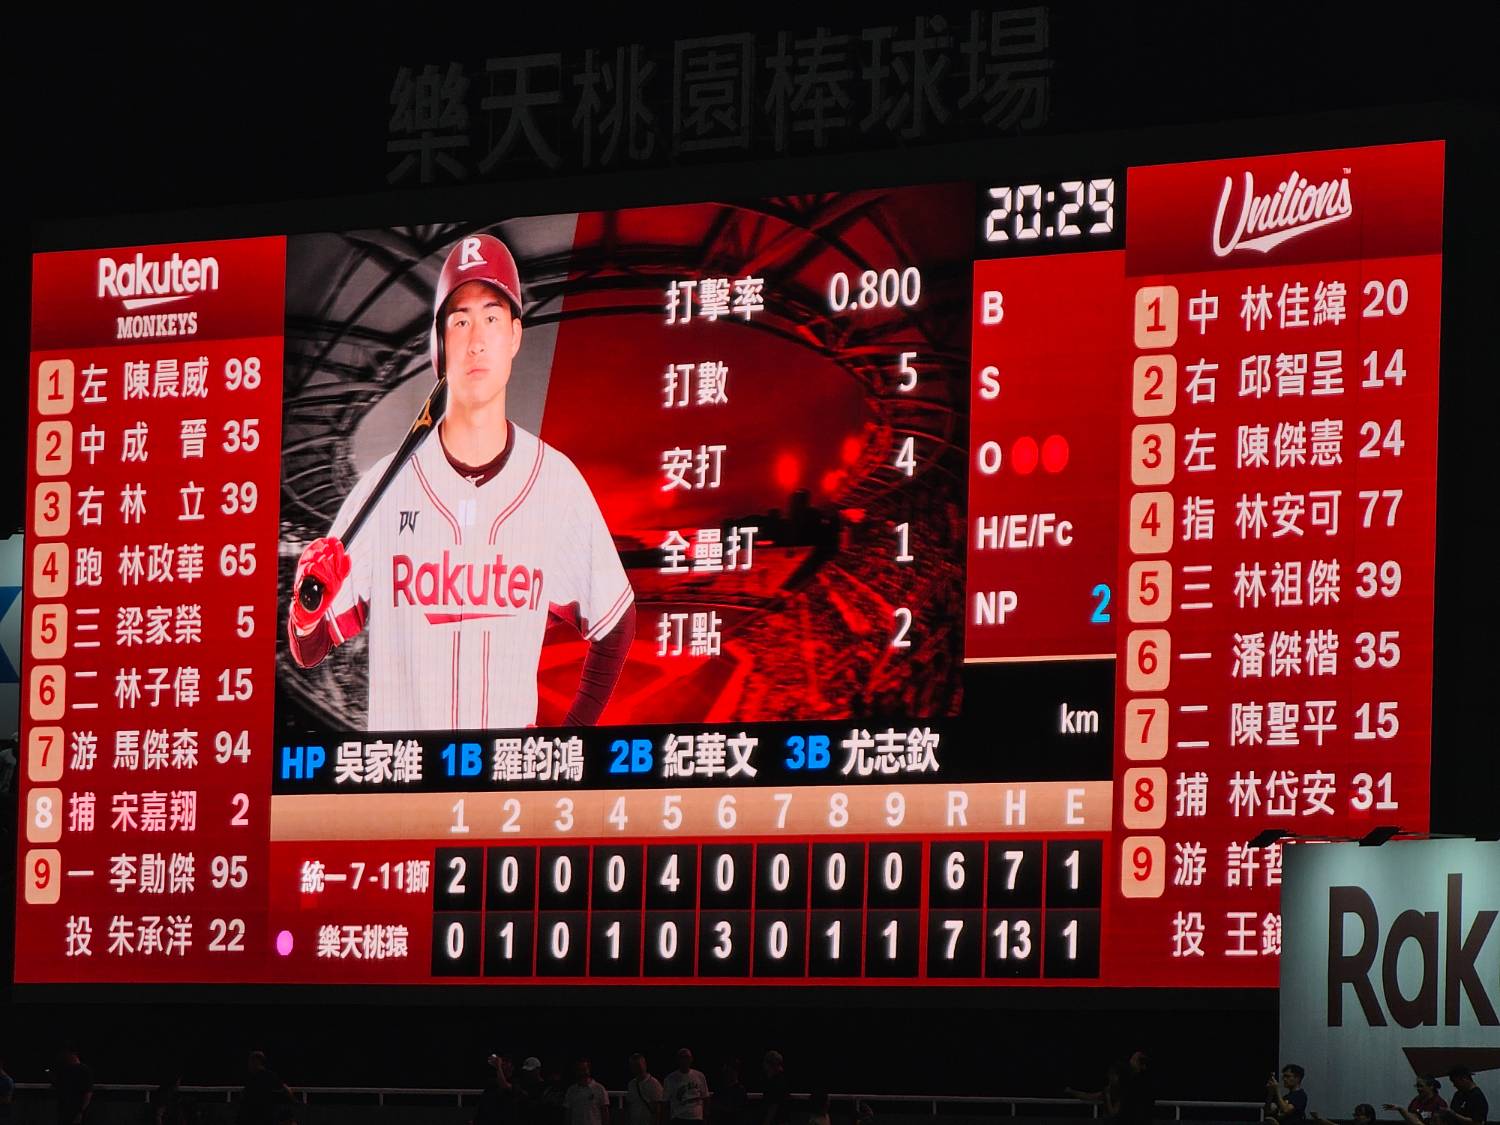 樂天桃園棒球場
Rakuten
MONKEYS
1 左 陳晨威 98
2 中 成 晉 35
3 右 林 立 39
4 跑 林政華 65
5 三 梁家榮 5
6 二 林子偉 15
7 游 馬傑森 94
8 捕 宋嘉翔 2
9 一 李勛傑 95
投 朱承洋 22
R
DU
Rakuten
打擊率 0.800
打數 5
安打 4
全壘打 1
打點 2
20:29
B
S
O
H/E/Fc
NP 2
km
HP 吳家維 1B 羅鈞鴻 2B 紀華文 3B 尤志欽
1 2 3 4 5 6 7 8 9 R H E
統一7-11獅 2 0 0 0 4 0 0 0 0 6 7 1
樂天桃猿 0 1 0 1 0 3 0 1 1 7 13 1
Unilions™
1 中 林佳緯 20
2 右 邱智呈 14
3 左 陳傑憲 24
4 指 林安可 77
5 三 林祖傑 39
6 一 潘傑楷 35
7 二 陳聖平 15
8 捕 林岱安 31
9 游 許哲
投 王鏡
Rak